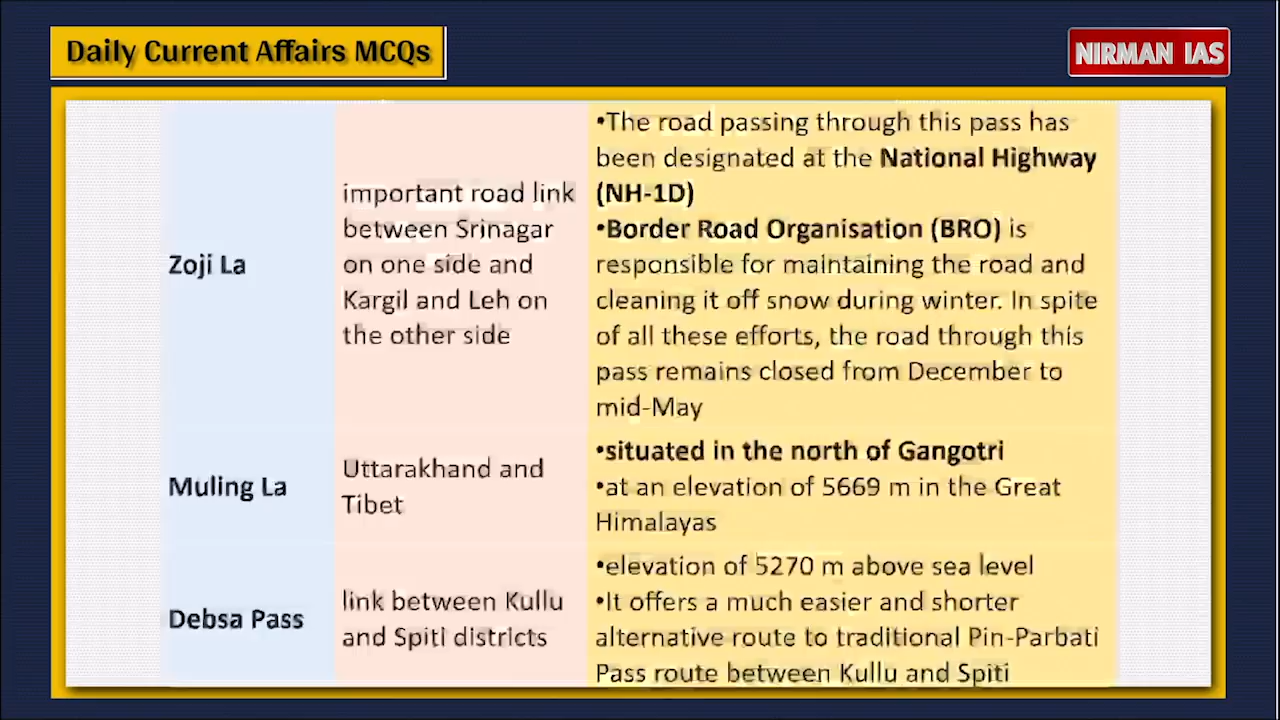 Daily Current Affairs MCQs
NIRMAN IAS
Zoji La
important road link
between Srinagar
on one side and
Kargil and Leh on
the other side
•The road passing through this pass has
been designated at the National Highway
(NH-1D)
•Border Road Organisation (BRO) is
responsible for maintaining the road and
cleaning it off snow during winter. In spite
of all these efforts, the road through this
pass remains closed from December to
mid-May
Muling La
Uttarakhand and
Tibet
•situated in the north of Gangotri
•at an elevation of 5669 m in the Great
Himalayas
Debsa Pass
link between Kullu
and Spiti districts
•elevation of 5270 m above sea level
•It offers a much easier and shorter
alternative route to traditional Pin-Parbati
Pass route between Kullu and Spiti